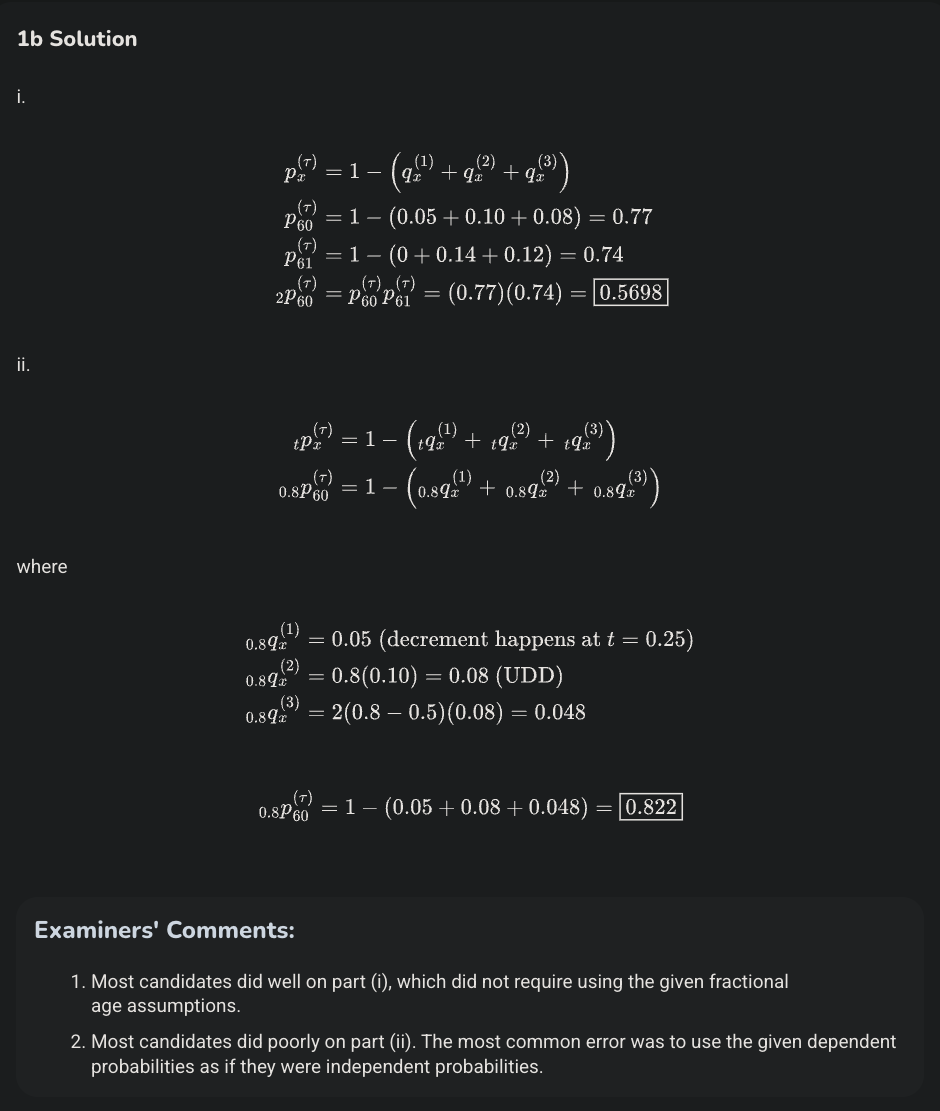 1b Solution
i.
$p_x^{(\tau)} = 1 - \left(q_x^{(1)} + q_x^{(2)} + q_x^{(3)}\right)$
$p_{60}^{(\tau)} = 1 - (0.05 + 0.10 + 0.08) = 0.77$
$p_{61}^{(\tau)} = 1 - (0 + 0.14 + 0.12) = 0.74$
${}_2p_{60}^{(\tau)} = p_{60}^{(\tau)} p_{61}^{(\tau)} = (0.77)(0.74) = \boxed{0.5698}$
ii.
${}_tp_x^{(\tau)} = 1 - \left({}_tq_x^{(1)} + {}_tq_x^{(2)} + {}_tq_x^{(3)}\right)$
${}_{0.8}p_{60}^{(\tau)} = 1 - \left({}_{0.8}q_x^{(1)} + {}_{0.8}q_x^{(2)} + {}_{0.8}q_x^{(3)}\right)$
where
${}_{0.8}q_x^{(1)} = 0.05 \text{ (decrement happens at } t = 0.25)$
${}_{0.8}q_x^{(2)} = 0.8(0.10) = 0.08 \text{ (UDD)}$
${}_{0.8}q_x^{(3)} = 2(0.8 - 0.5)(0.08) = 0.048$
${}_{0.8}p_{60}^{(\tau)} = 1 - (0.05 + 0.08 + 0.048) = \boxed{0.822}$
Examiners' Comments:
1. Most candidates did well on part (i), which did not require using the given fractional
age assumptions.
2. Most candidates did poorly on part (ii). The most common error was to use the given dependent
probabilities as if they were independent probabilities.